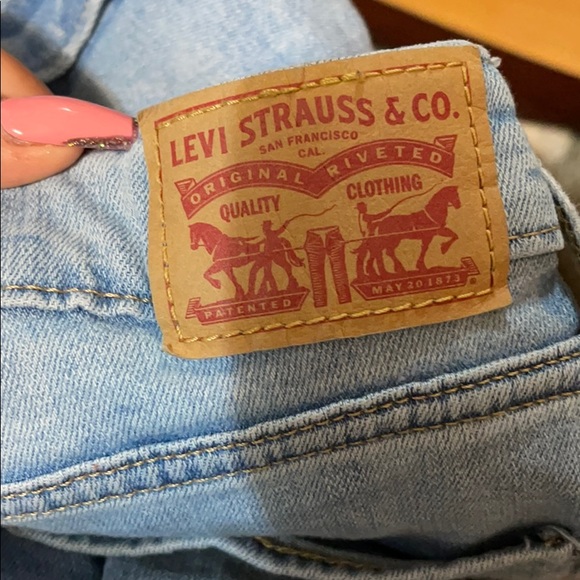 LEVI STRAUSS & CO.
SAN FRANCISCO
CAL.
ORIGINAL RIVETED
QUALITY CLOTHING
PATENTED MAY 20 1873